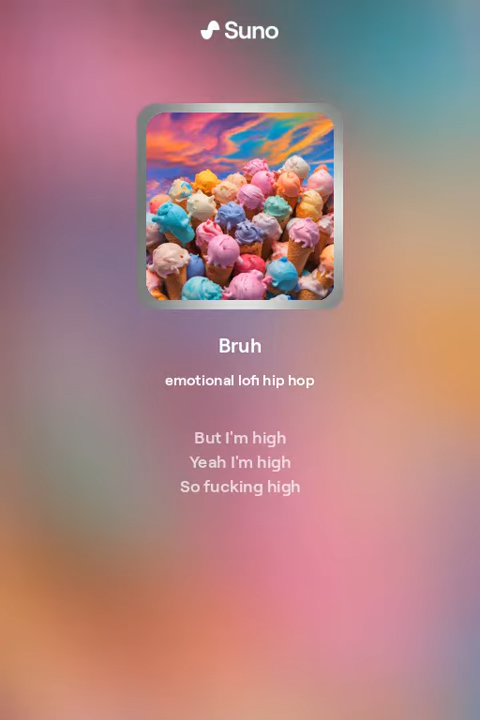 Suno
Bruh
emotional lofi hip hop
But I'm high
Yeah I'm high
So fucking high